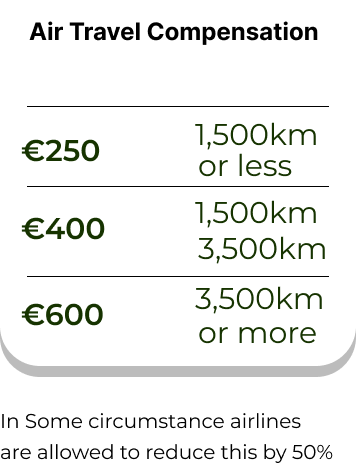 Air Travel Compensation
€250
1,500km
or less
€400
1,500km
3,500km
€600
3,500km
or more
In Some circumstance airlines
are allowed to reduce this by 50%